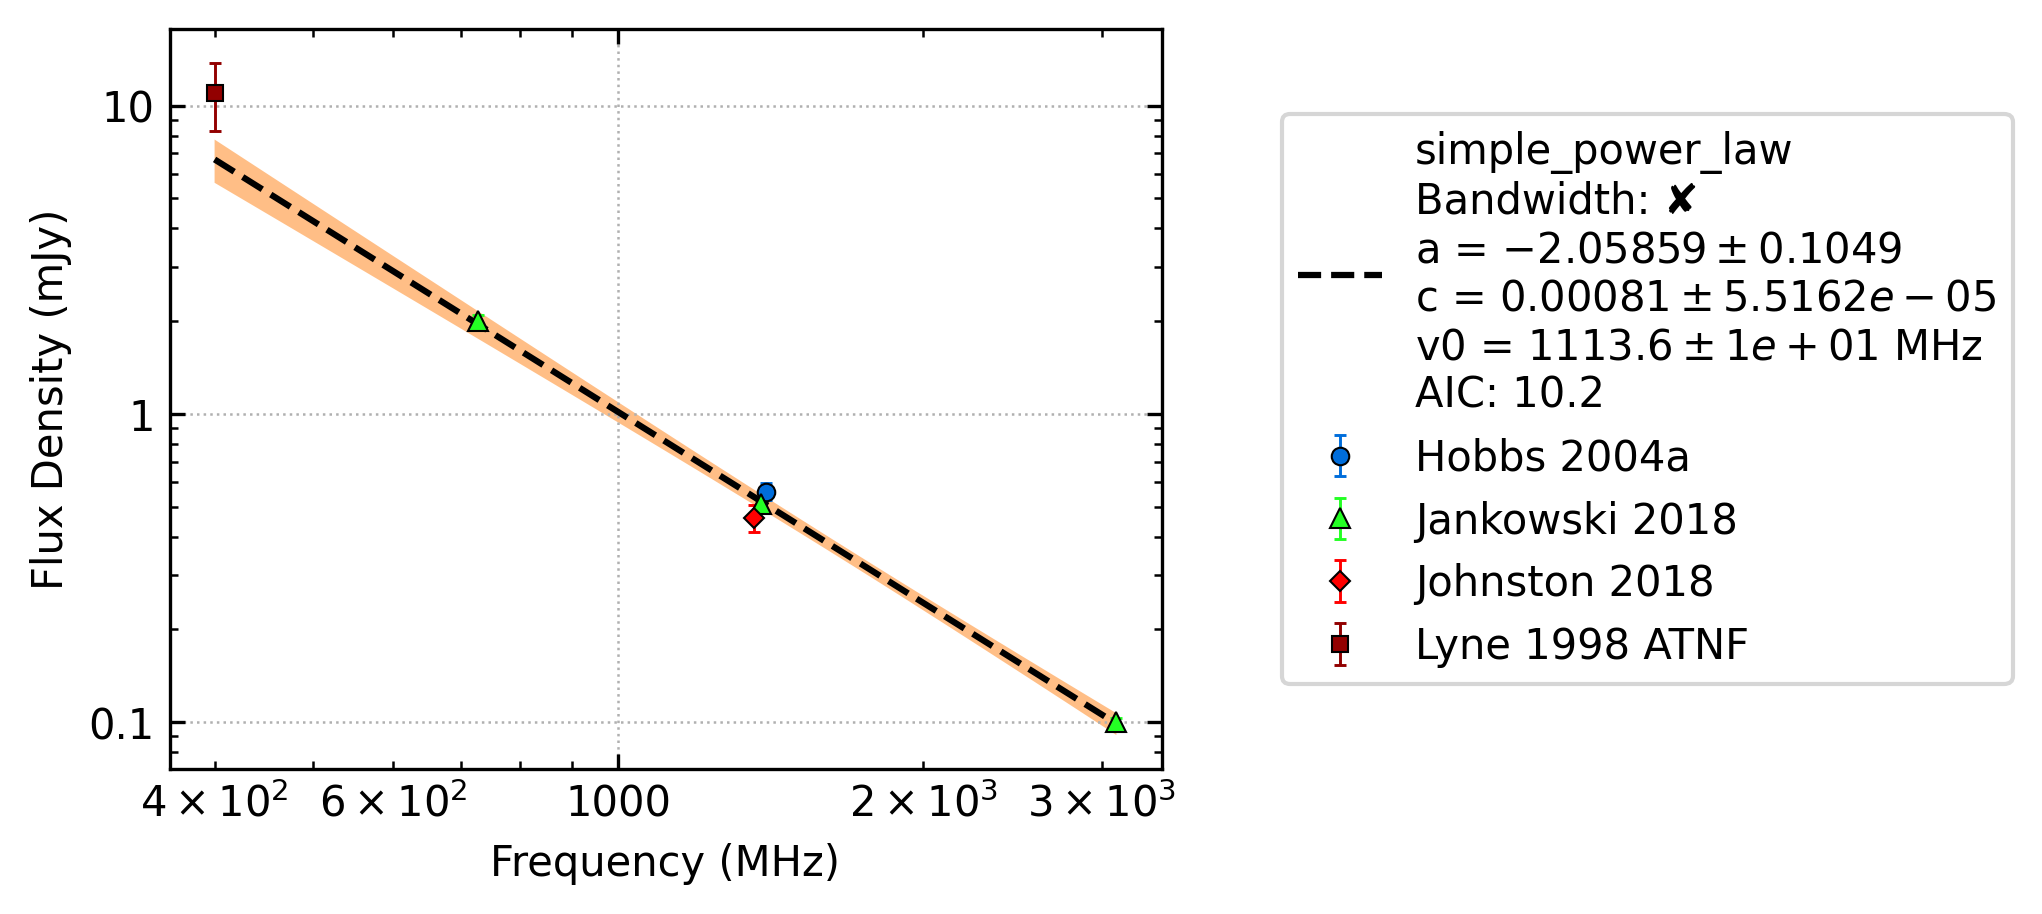 10
1
0.1
Flux Density (mJy)
4 × 10² 6 × 10² 1000 2 × 10³ 3 × 10³
Frequency (MHz)
simple_power_law
Bandwidth: ✘
a = −2.05859 ± 0.1049
c = 0.00081 ± 5.5162e − 05
v0 = 1113.6 ± 1e + 01 MHz
AIC: 10.2
Hobbs 2004a
Jankowski 2018
Johnston 2018
Lyne 1998 ATNF